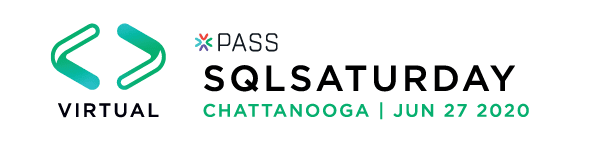 PASS
SQLSATURDAY
VIRTUAL
CHATTANOOGA | JUN 27 2020